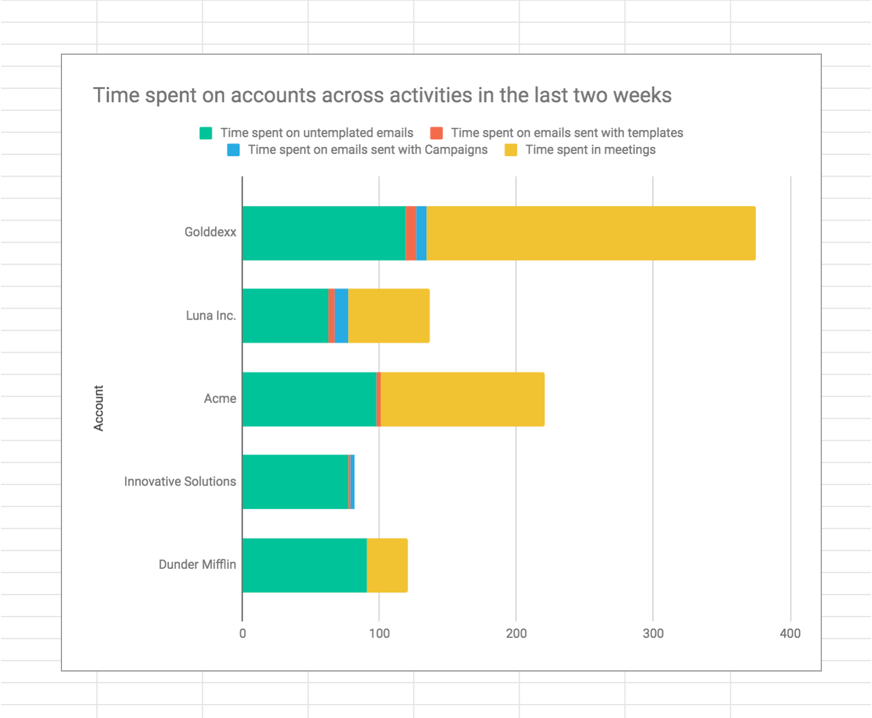 Time spent on accounts across activities in the last two weeks
Time spent on untemplated emails Time spent on emails sent with templates
Time spent on emails sent with Campaigns Time spent in meetings
Golddexx
Luna Inc.
Acme
Account
Innovative Solutions
Dunder Mifflin
0 100 200 300 400